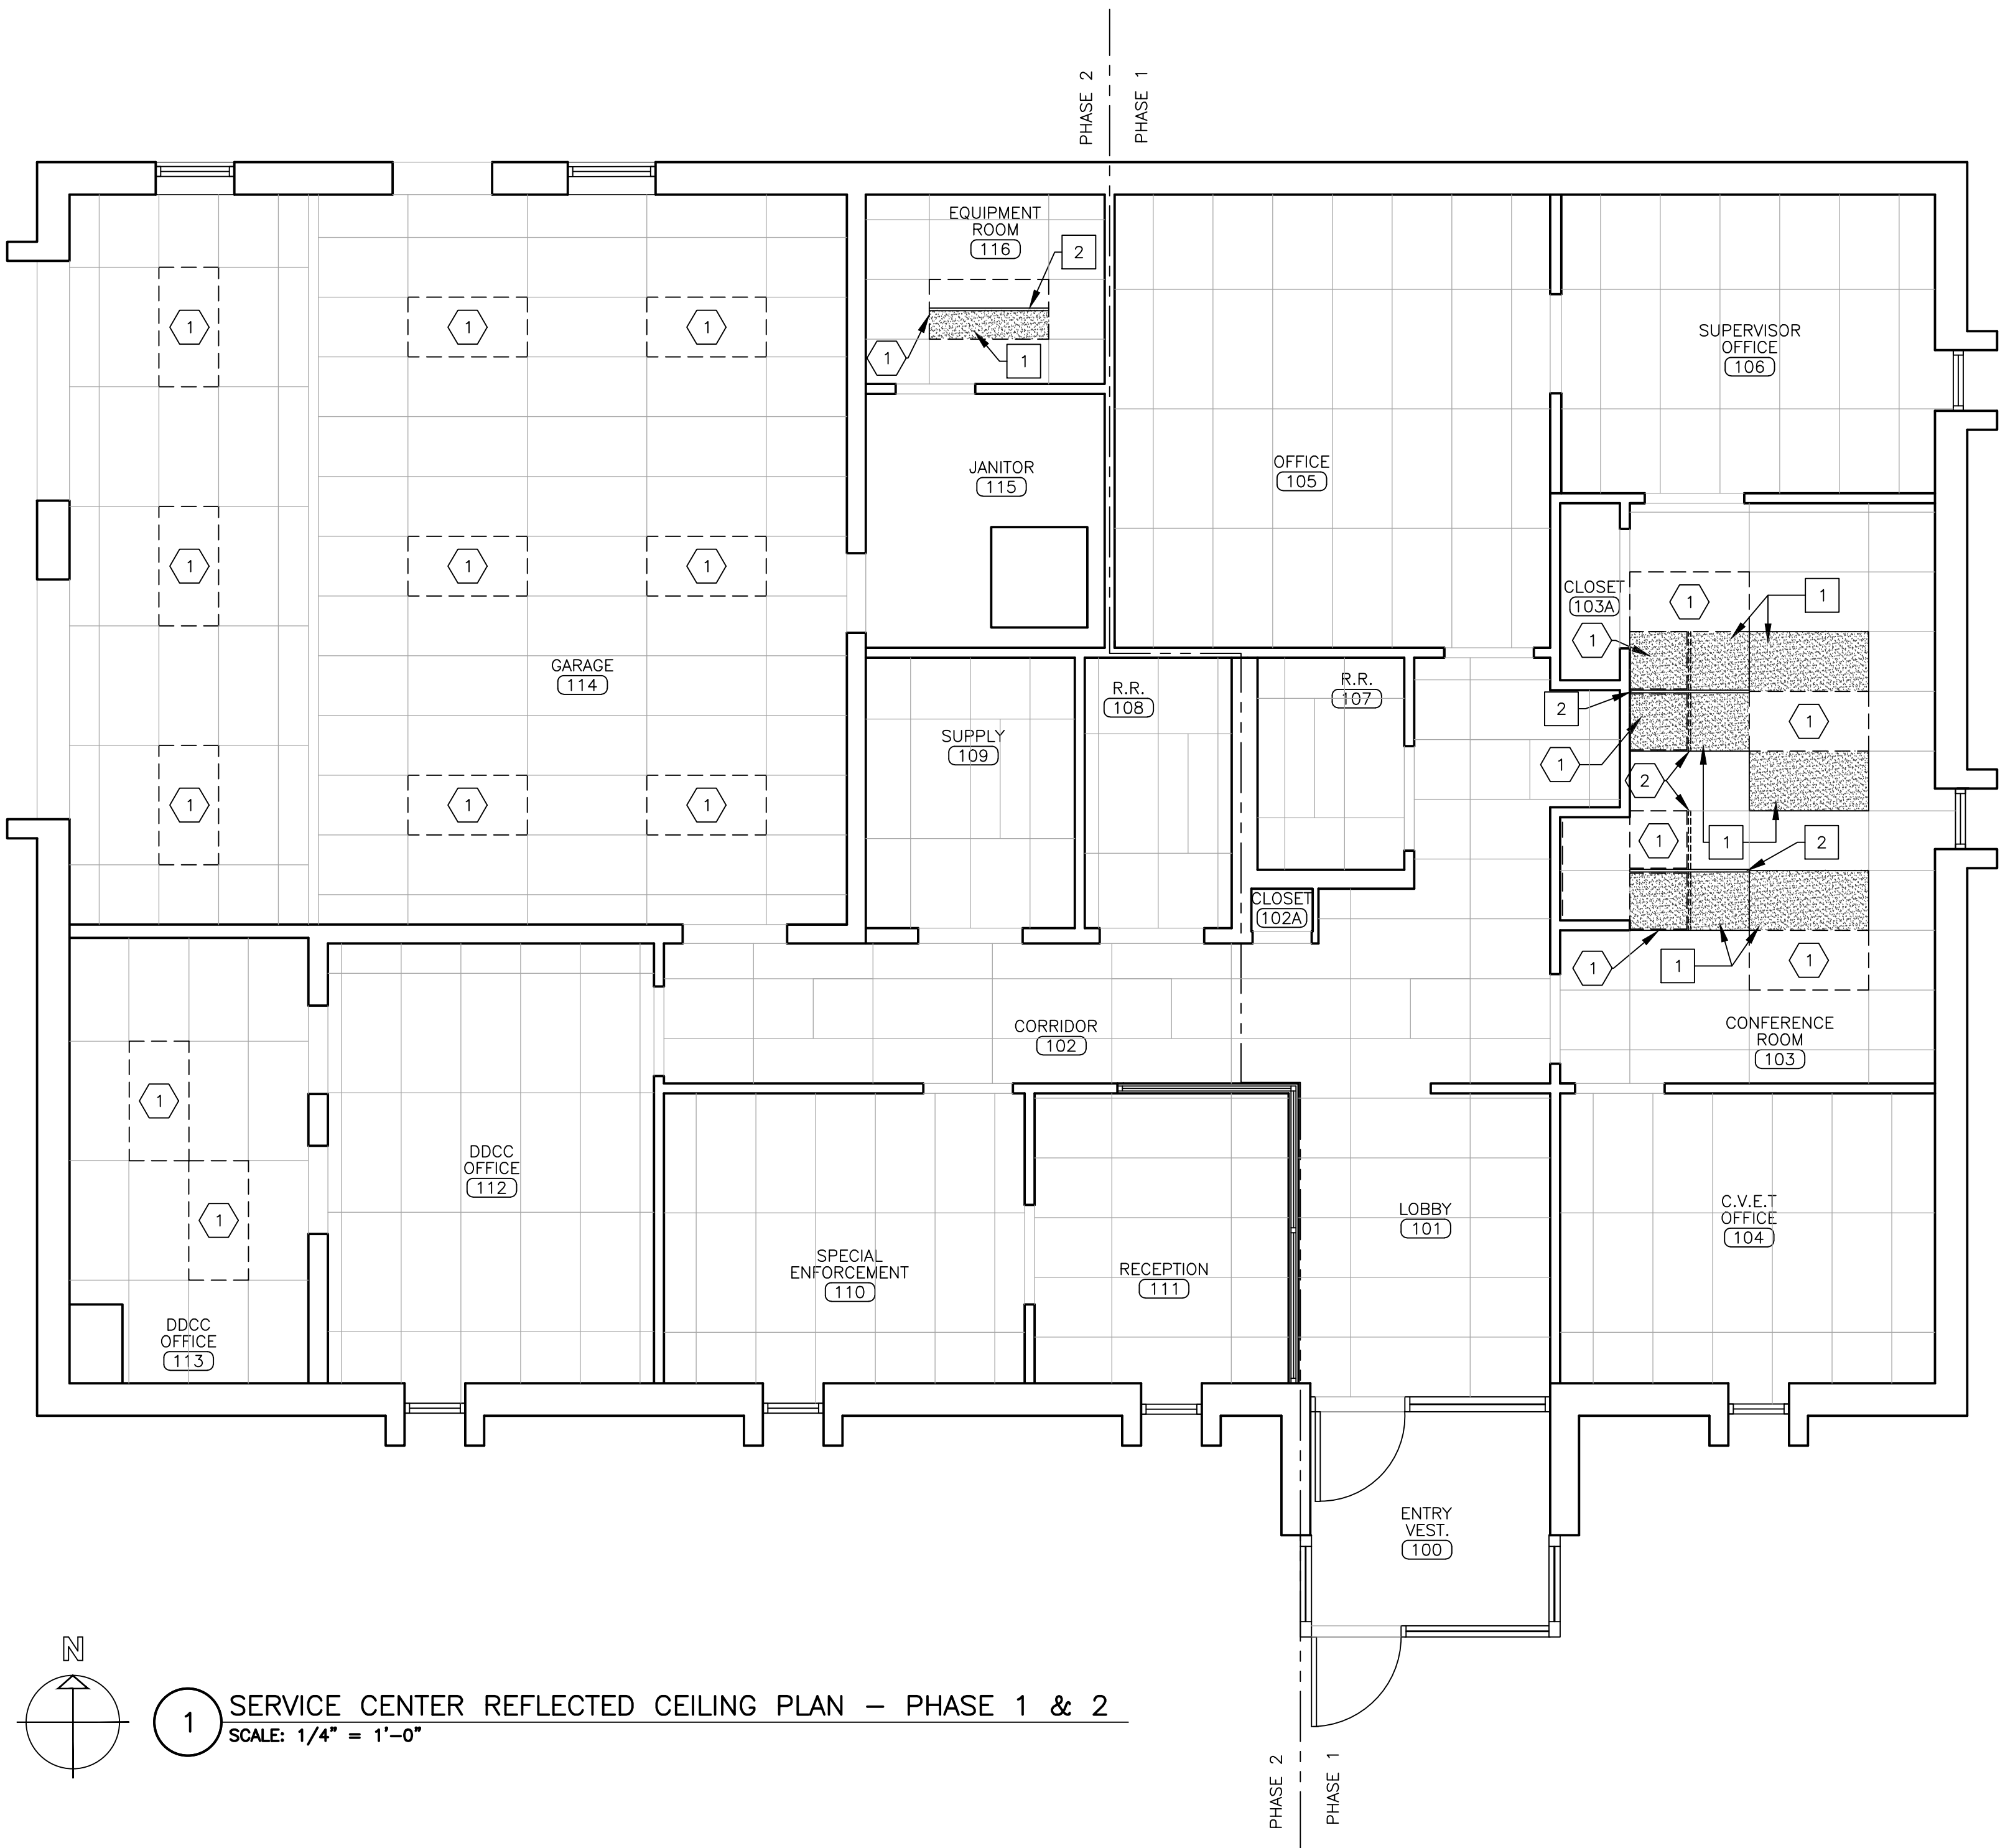 PHASE 2
PHASE 1
EQUIPMENT
ROOM
116
2
1
1
1
1
1
SUPERVISOR
OFFICE
106
OFFICE
105
JANITOR
115
1
1
1
CLOSET
103A
1
1
1
GARAGE
114
R.R.
108
R.R.
107
2
1
SUPPLY
109
1
2
1
1
1
1
1
2
CLOSET
102A
1
1
1
CORRIDOR
102
CONFERENCE
ROOM
103
1
1
DDCC
OFFICE
112
LOBBY
101
C.V.E.T
OFFICE
104
SPECIAL
ENFORCEMENT
110
RECEPTION
111
DDCC
OFFICE
113
ENTRY
VEST.
100
N
1
SERVICE CENTER REFLECTED CEILING PLAN – PHASE 1 & 2
SCALE: 1/4" = 1'-0"
PHASE 2
PHASE 1